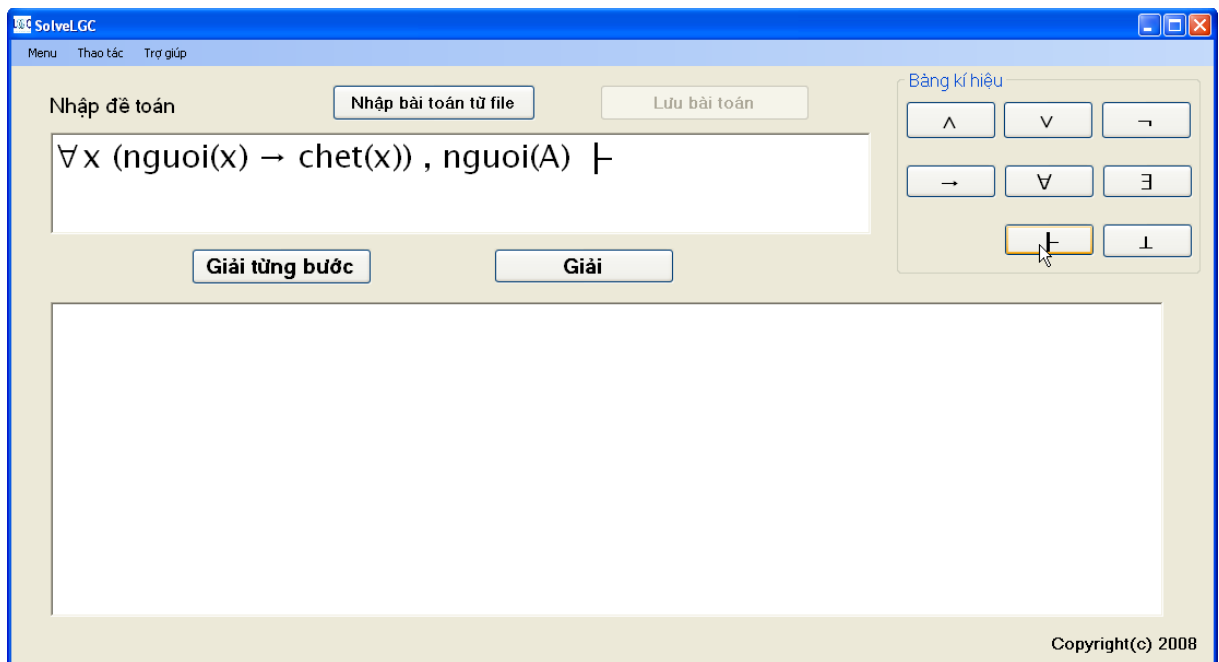 SolveLGC
Menu Thao tác Trợ giúp
Nhập đề toán
Nhập bài toán từ file
Lưu bài toán
Bảng kí hiệu
∧ ∨ ¬
→ ∀ ∃
├ ⊥
∀ x (nguoi(x) → chet(x)) , nguoi(A) ├
Giải từng bước
Giải
Copyright(c) 2008